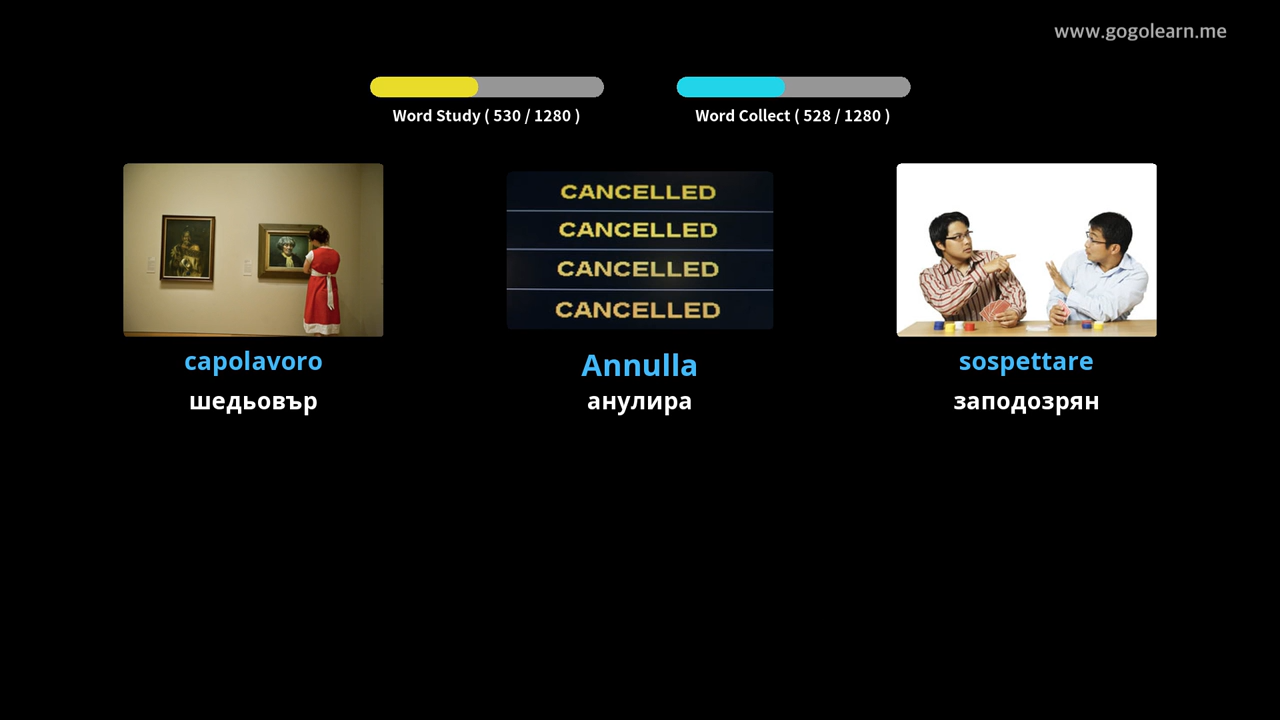 www.gogolearn.me
Word Study ( 530 / 1280 )
Word Collect ( 528 / 1280 )
CANCELLED
CANCELLED
CANCELLED
CANCELLED
capolavoro
Annulla
sospettare
шедьовър
анулира
заподозрян